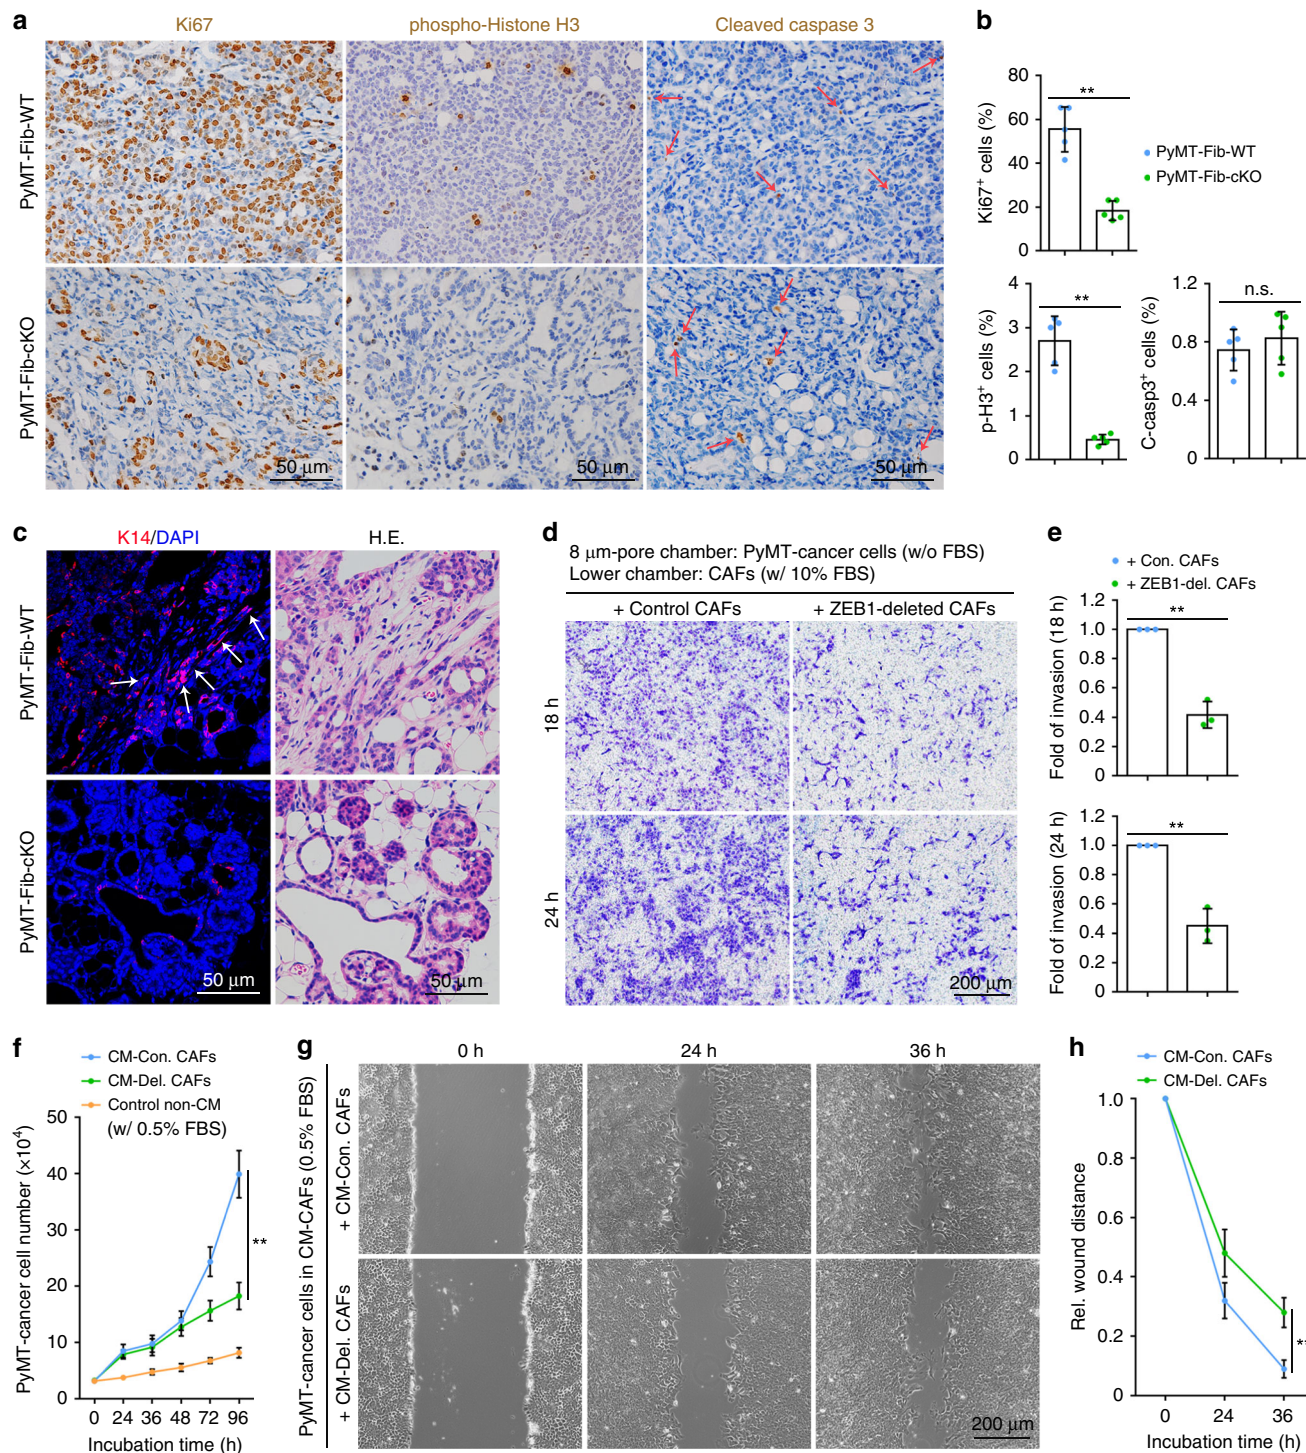 a
Ki67
phospho-Histone H3
Cleaved caspase 3
PyMT-Fib-WT
PyMT-Fib-cKO
50 μm
50 μm
b
80
60
40
20
0
Ki67⁺ cells (%)
**
PyMT-Fib-WT
PyMT-Fib-cKO
4
3
2
1
0
p-H3⁺ cells (%)
**
1.2
0.8
0.4
0
C-casp3⁺ cells (%)
n.s.
c
K14/DAPI
H.E.
PyMT-Fib-WT
PyMT-Fib-cKO
50 μm
50 μm
d
8 μm-pore chamber: PyMT-cancer cells (w/o FBS)
Lower chamber: CAFs (w/ 10% FBS)
+ Control CAFs
+ ZEB1-deleted CAFs
18 h
24 h
200 μm
e
+ Con. CAFs
+ ZEB1-del. CAFs
1.2
1.0
0.8
0.6
0.4
0.2
0
Fold of invasion (18 h)
**
1.2
1.0
0.8
0.6
0.4
0.2
0
Fold of invasion (24 h)
**
f
CM-Con. CAFs
CM-Del. CAFs
Control non-CM
(w/ 0.5% FBS)
50
40
30
20
10
0
PyMT-cancer cell number (×10⁴)
**
0 24 36 48 72 96
Incubation time (h)
g
0 h
24 h
36 h
PyMT-cancer cells in CM-CAFs (0.5% FBS)
+ CM-Con. CAFs
+ CM-Del. CAFs
200 μm
h
CM-Con. CAFs
CM-Del. CAFs
1.0
0.8
0.6
0.4
0.2
0
Rel. wound distance
**
0 24 36
Incubation time (h)